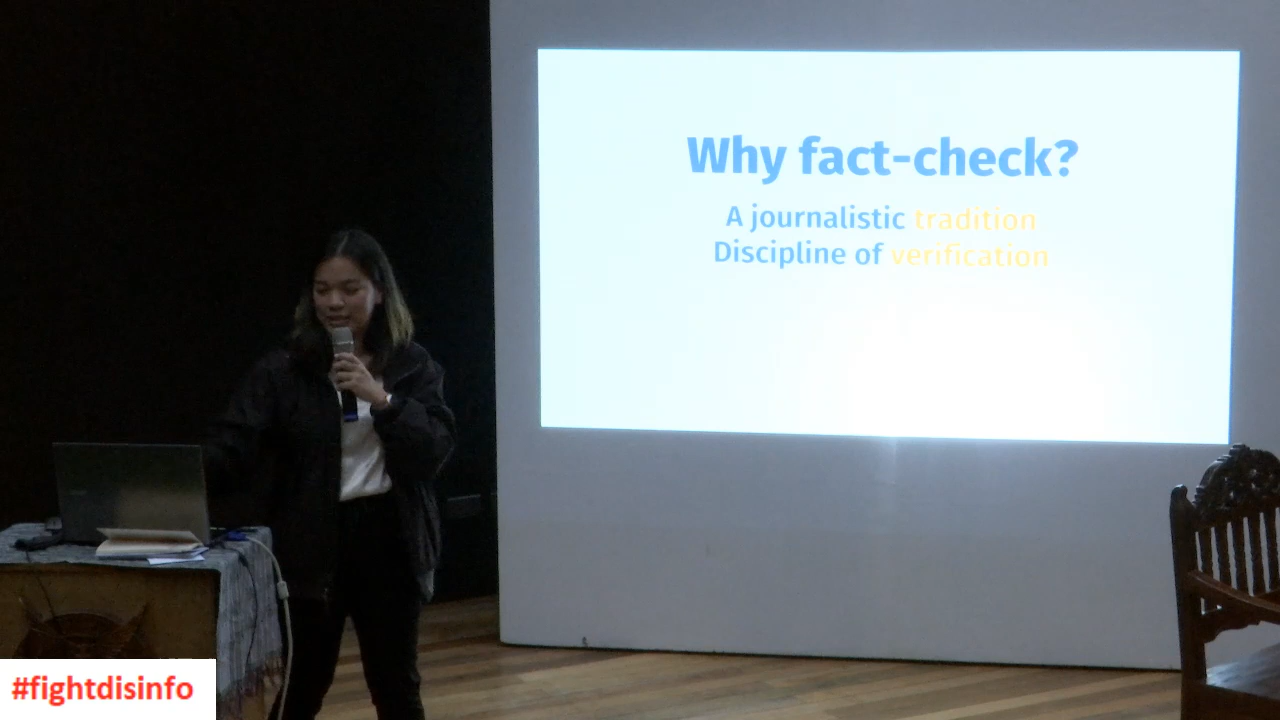 Why fact-check?
A journalistic tradition
Discipline of verification
#fightdisinfo